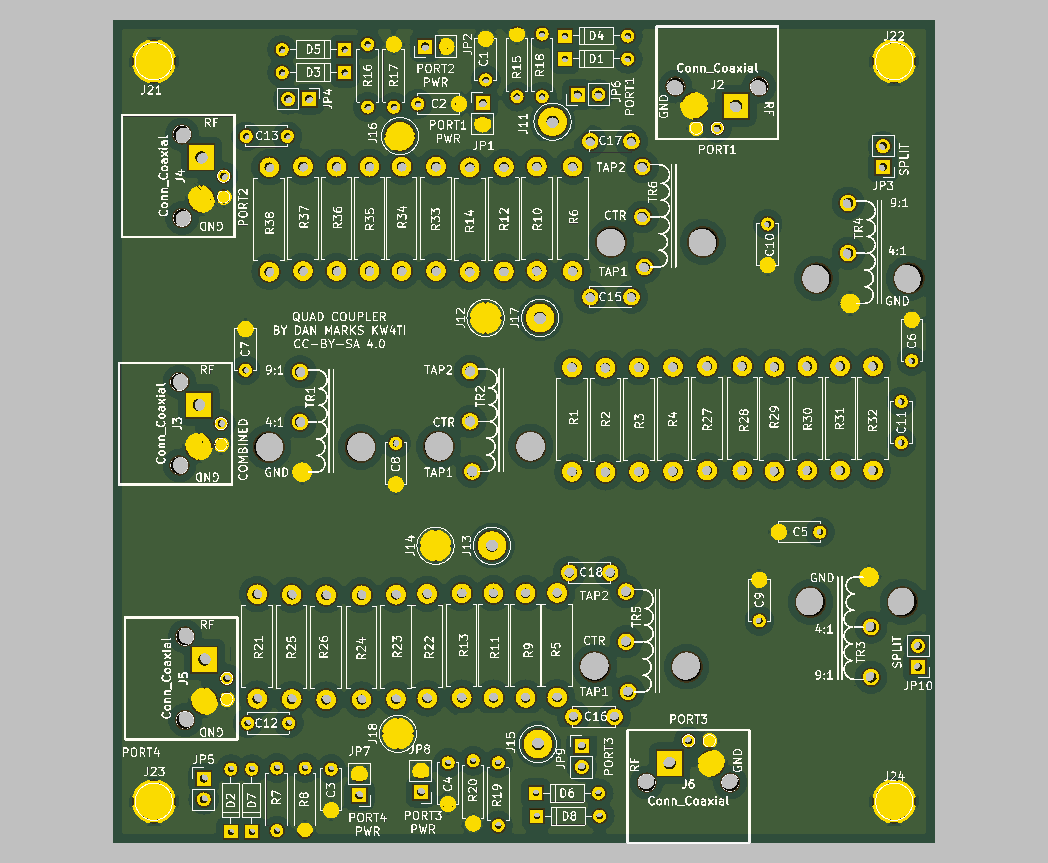 J21
D5
D3
JP4
R16
R17
PORT2
PWR
JP2
C1
C2
PORT1
PWR
JP1
R15
R18
D4
D1
JP6
PORT1
J11
J16
Conn_Coaxial
J2
GND
RF
PORT1
J22
SPLIT
JP3
RF
Conn_Coaxial
J4
GND
PORT2
C13
C17
R38
R37
R36
R35
R34
R33
R14
R12
R10
R6
TAP2
CTR
TAP1
TR6
C10
9:1
TR4
4:1
GND
C15
J12
J17
QUAD COUPLER
BY DAN MARKS KW4TI
CC-BY-SA 4.0
C7
C6
RF
Conn_Coaxial
J3
GND
COMBINED
9:1
TR1
4:1
GND
TAP2
TR2
CTR
TAP1
C8
R1
R2
R3
R4
R27
R28
R29
R30
R31
R32
C11
C5
J14
J13
C18
C9
TAP2
CTR
TAP1
TR5
GND
4:1
9:1
TR3
SPLIT
JP10
RF
Conn_Coaxial
J5
GND
PORT4
R21
R25
R26
R24
R23
R22
R13
R11
R9
R5
C12
C16
J18
J15
J23
JP5
D2
D7
R7
R8
C3
JP7
PORT4
PWR
JP8
PORT3
PWR
C4
R20
R19
JP9
PORT3
D6
D8
PORT3
RF
GND
J6
Conn_Coaxial
J24